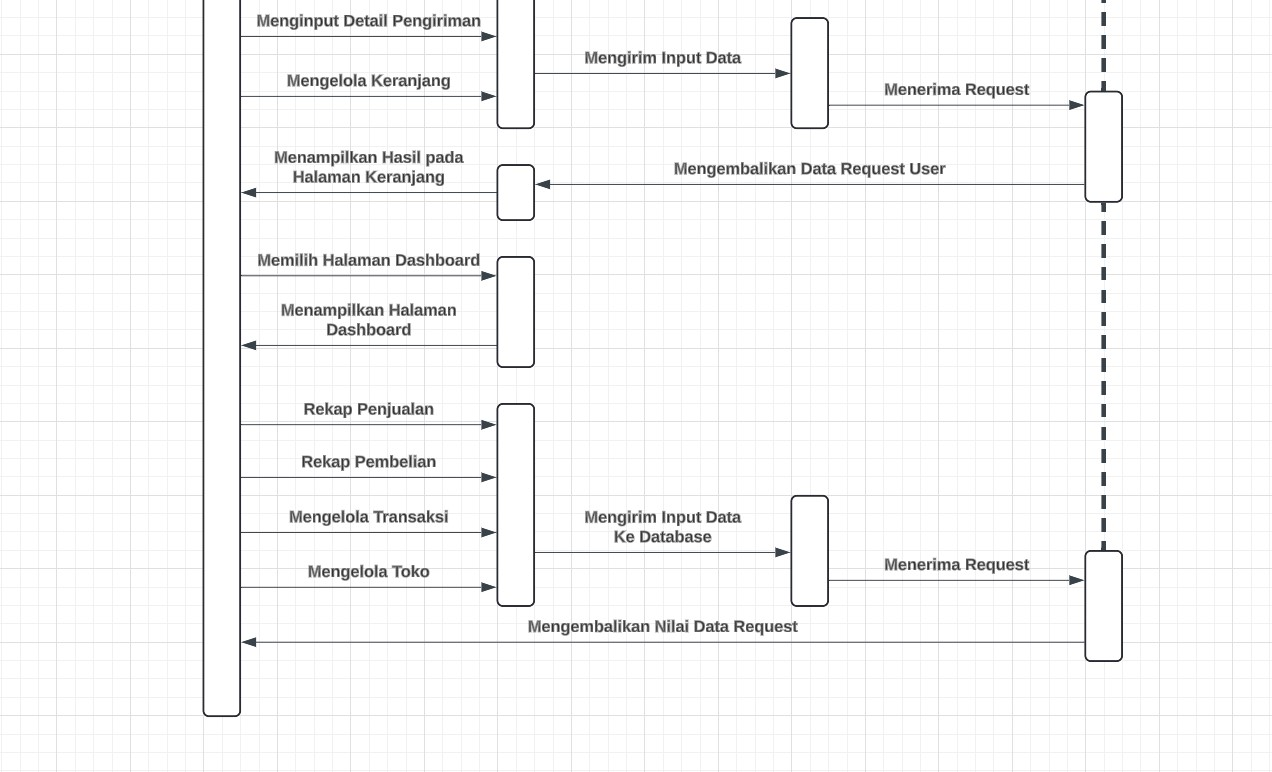 Menginput Detail Pengiriman
Mengirim Input Data
Mengelola Keranjang
Menerima Request
Menampilkan Hasil pada
Halaman Keranjang
Mengembalikan Data Request User
Memilih Halaman Dashboard
Menampilkan Halaman
Dashboard
Rekap Penjualan
Rekap Pembelian
Mengelola Transaksi
Mengirim Input Data
Ke Database
Mengelola Toko
Menerima Request
Mengembalikan Nilai Data Request